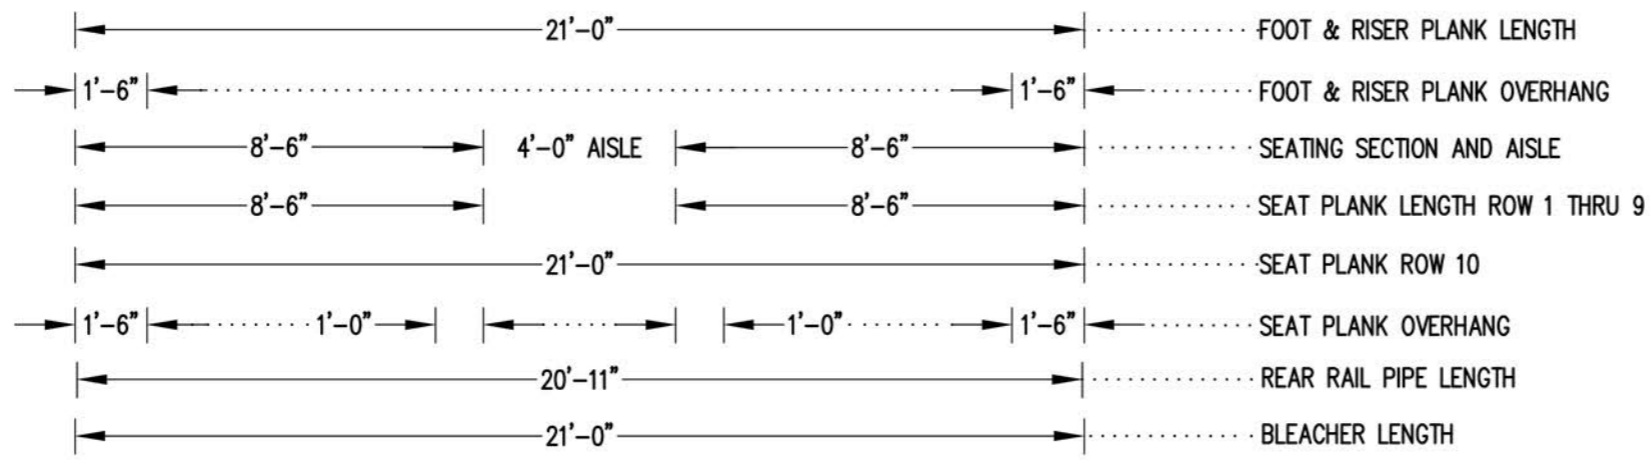 21'-0" FOOT & RISER PLANK LENGTH
1'-6" 1'-6" FOOT & RISER PLANK OVERHANG
8'-6" 4'-0" AISLE 8'-6" SEATING SECTION AND AISLE
8'-6" 8'-6" SEAT PLANK LENGTH ROW 1 THRU 9
21'-0" SEAT PLANK ROW 10
1'-6" 1'-0" 1'-0" 1'-6" SEAT PLANK OVERHANG
20'-11" REAR RAIL PIPE LENGTH
21'-0" BLEACHER LENGTH